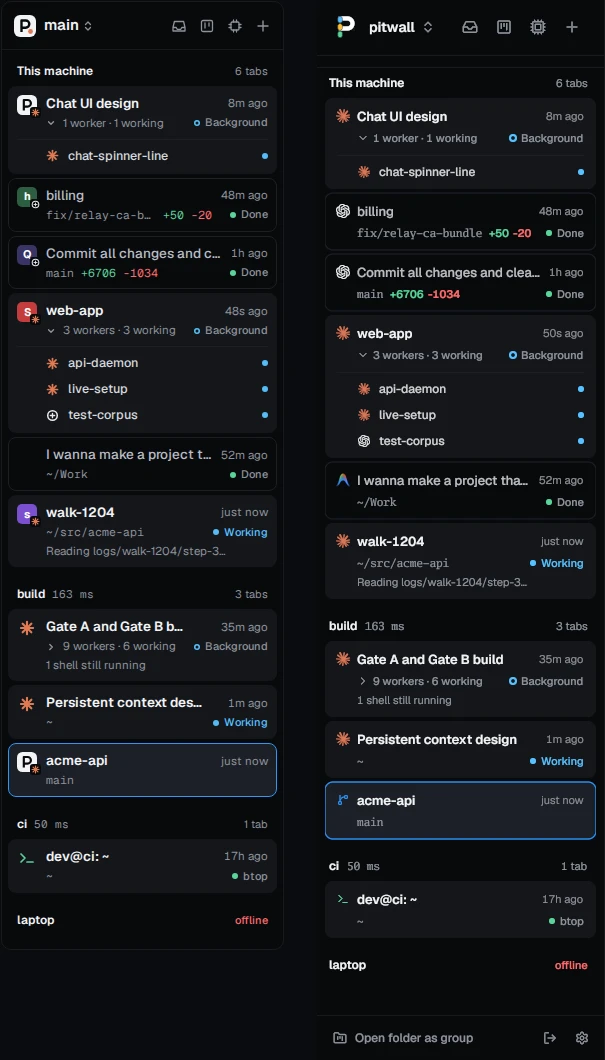 main
This machine 6 tabs
Chat UI design 8m ago
1 worker · 1 working Background
chat-spinner-line
h billing 48m ago
fix/relay-ca-b… +50 -20 Done
Q Commit all changes and c… 1h ago
main +6706 -1034 Done
S web-app 48s ago
3 workers · 3 working Background
api-daemon
live-setup
test-corpus
I wanna make a project t… 52m ago
~/Work Done
s walk-1204 just now
~/src/acme-api Working
Reading logs/walk-1204/step-3…
build 163 ms 3 tabs
Gate A and Gate B b… 35m ago
9 workers · 6 working Background
1 shell still running
Persistent context des… 1m ago
~ Working
acme-api just now
main
ci 50 ms 1 tab
dev@ci: ~ 17h ago
~ btop
laptop offline
pitwall
This machine 6 tabs
Chat UI design 8m ago
1 worker · 1 working Background
chat-spinner-line
billing 48m ago
fix/relay-ca-bundle +50 -20 Done
Commit all changes and clea… 1h ago
main +6706 -1034 Done
web-app 50s ago
3 workers · 3 working Background
api-daemon
live-setup
test-corpus
I wanna make a project tha… 52m ago
~/Work Done
walk-1204 just now
~/src/acme-api Working
Reading logs/walk-1204/step-3…
build 163 ms 3 tabs
Gate A and Gate B build 35m ago
9 workers · 6 working Background
1 shell still running
Persistent context design 1m ago
~ Working
acme-api just now
main
ci 50 ms 1 tab
dev@ci: ~ 17h ago
~ btop
laptop offline
Open folder as group